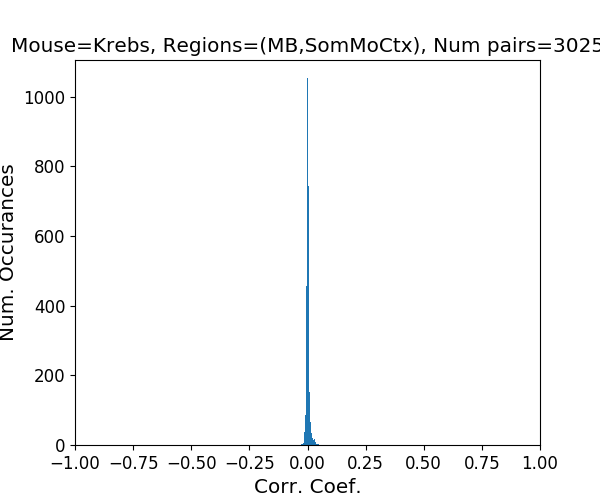 Mouse=Krebs, Regions=(MB,SomMoCtx), Num pairs=3025
1000
800
600
400
200
0
Num. Occurances
−1.00 −0.75 −0.50 −0.25 0.00 0.25 0.50 0.75 1.00
Corr. Coef.